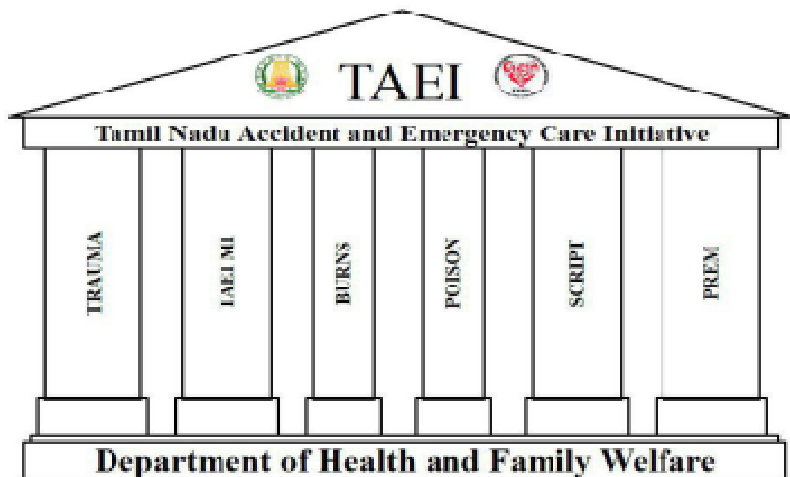 TAEI
Tamil Nadu Accident and Emergency Care Initiative
TRAUMA
TAEI MI
BURNS
POISON
SCRIPT
PREM
Department of Health and Family Welfare